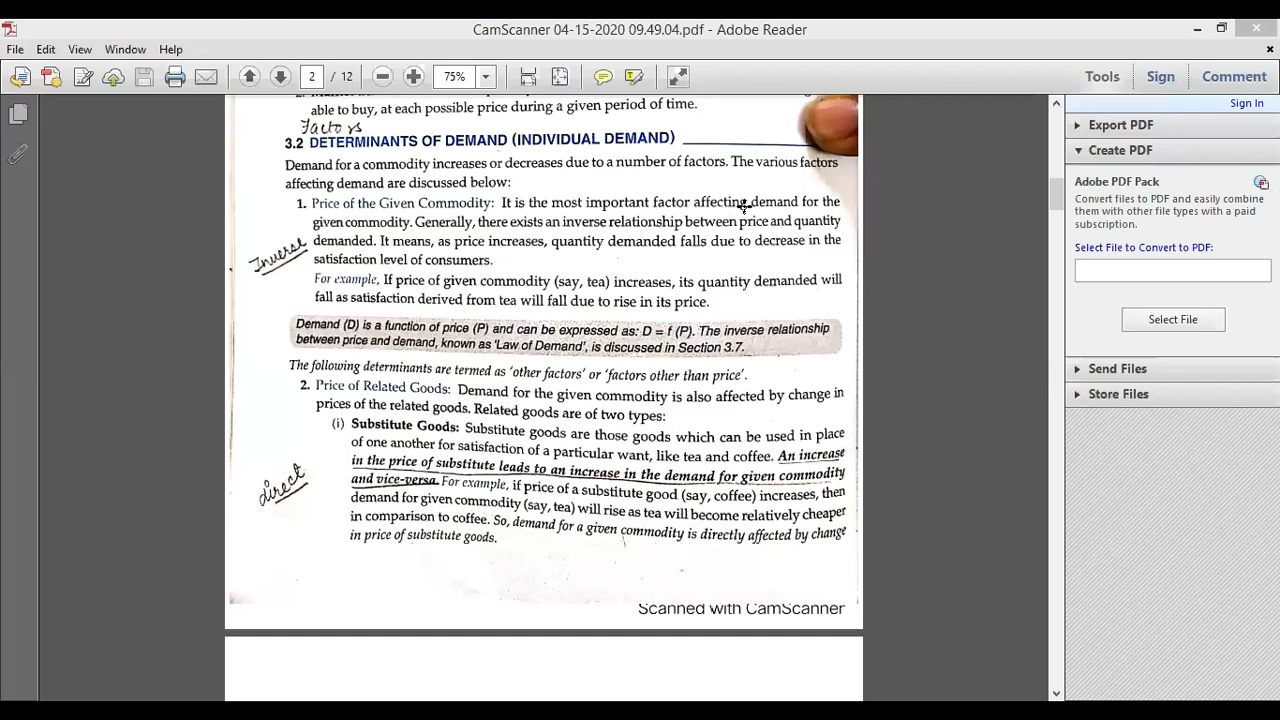 CamScanner 04-15-2020 09.49.04.pdf - Adobe Reader
File Edit View Window Help
2 / 12 75% Tools Sign Comment
Sign In
Export PDF
Create PDF
Adobe PDF Pack
Convert files to PDF and easily combine them with other file types with a paid subscription.
Select File to Convert to PDF:
Select File
Send Files
Store Files
able to buy, at each possible price during a given period of time.
Factors
3.2 DETERMINANTS OF DEMAND (INDIVIDUAL DEMAND)
Demand for a commodity increases or decreases due to a number of factors. The various factors
affecting demand are discussed below:
1. Price of the Given Commodity: It is the most important factor affecting demand for the
given commodity. Generally, there exists an inverse relationship between price and quantity
Inverse
demanded. It means, as price increases, quantity demanded falls due to decrease in the
satisfaction level of consumers.
For example, If price of given commodity (say, tea) increases, its quantity demanded will
fall as satisfaction derived from tea will fall due to rise in its price.
Demand (D) is a function of price (P) and can be expressed as: D = f (P). The inverse relationship
between price and demand, known as 'Law of Demand', is discussed in Section 3.7.
The following determinants are termed as 'other factors' or 'factors other than price'.
2. Price of Related Goods: Demand for the given commodity is also affected by change in
prices of the related goods. Related goods are of two types:
(i) Substitute Goods: Substitute goods are those goods which can be used in place
of one another for satisfaction of a particular want, like tea and coffee. An increase
in the price of substitute leads to an increase in the demand for given commodity
direct
and vice-versa. For example, if price of a substitute good (say, coffee) increases, then
demand for given commodity (say, tea) will rise as tea will become relatively cheaper
in comparison to coffee. So, demand for a given commodity is directly affected by change
in price of substitute goods.
Scanned with CamScanner